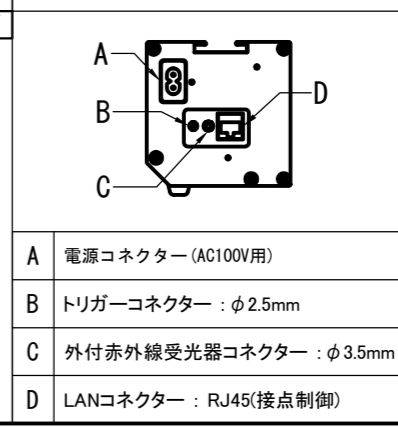 A
B
C
D
A 電源コネクター(AC100V用)
B トリガーコネクター:φ2.5mm
C 外付赤外線受光器コネクター:φ3.5mm
D LANコネクター:RJ45(接点制御)